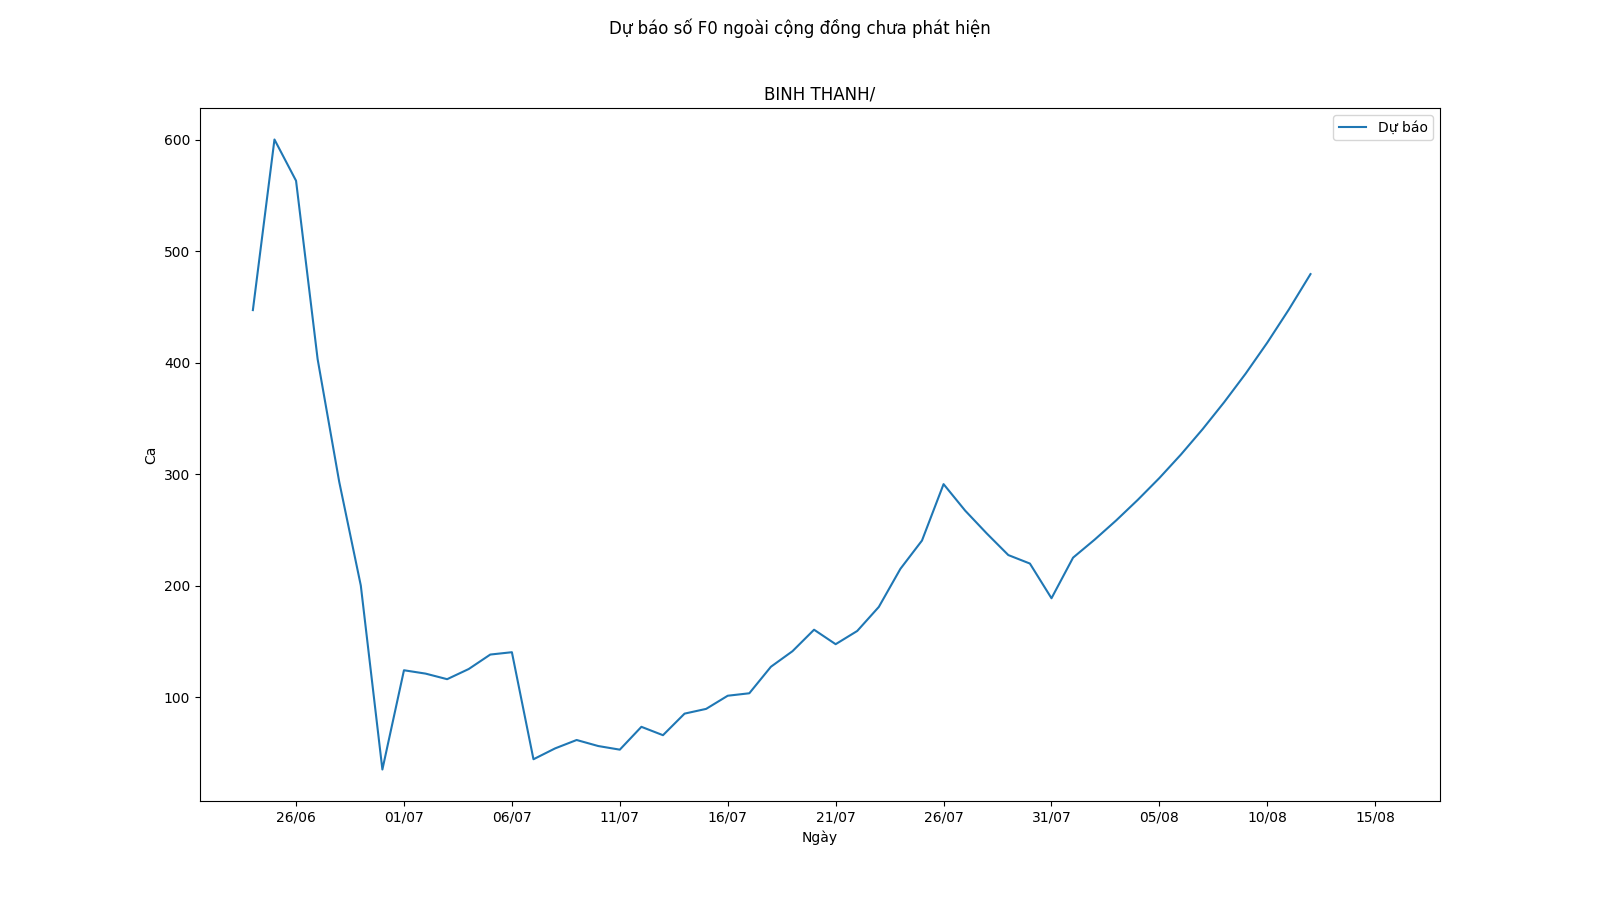 Dự báo số F0 ngoài cộng đồng chưa phát hiện
BINH THANH/
Dự báo
600
500
400
300
200
100
Ca
26/06 01/07 06/07 11/07 16/07 21/07 26/07 31/07 05/08 10/08 15/08
Ngày